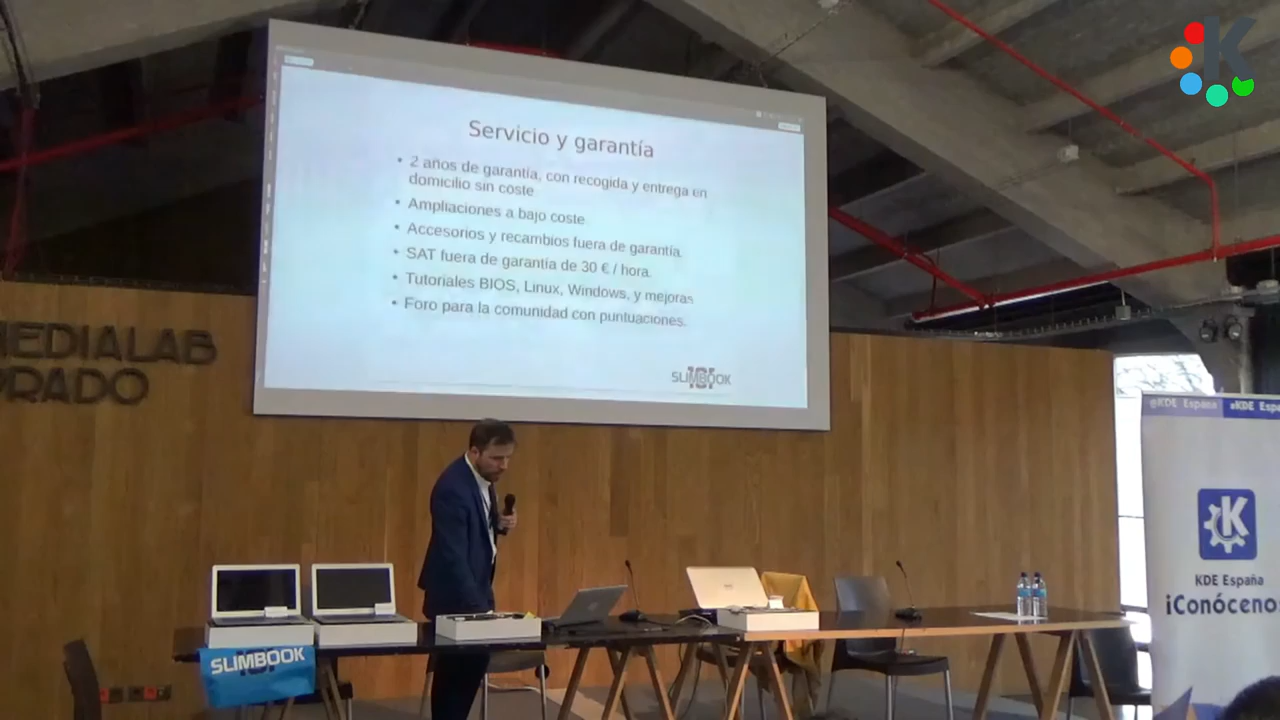 Servicio y garantía
• 2 años de garantía, con recogida y entrega en
domicilio sin coste
• Ampliaciones a bajo coste
• Accesorios y recambios fuera de garantía.
• SAT fuera de garantía de 30 € / hora.
• Tutoriales BIOS, Linux, Windows, y mejoras
• Foro para la comunidad con puntuaciones.
SLIMBOOK
MEDIALAB
PRADO
@KDE España
KDE España
¡Conóceno
SLIMBOOK
K
K